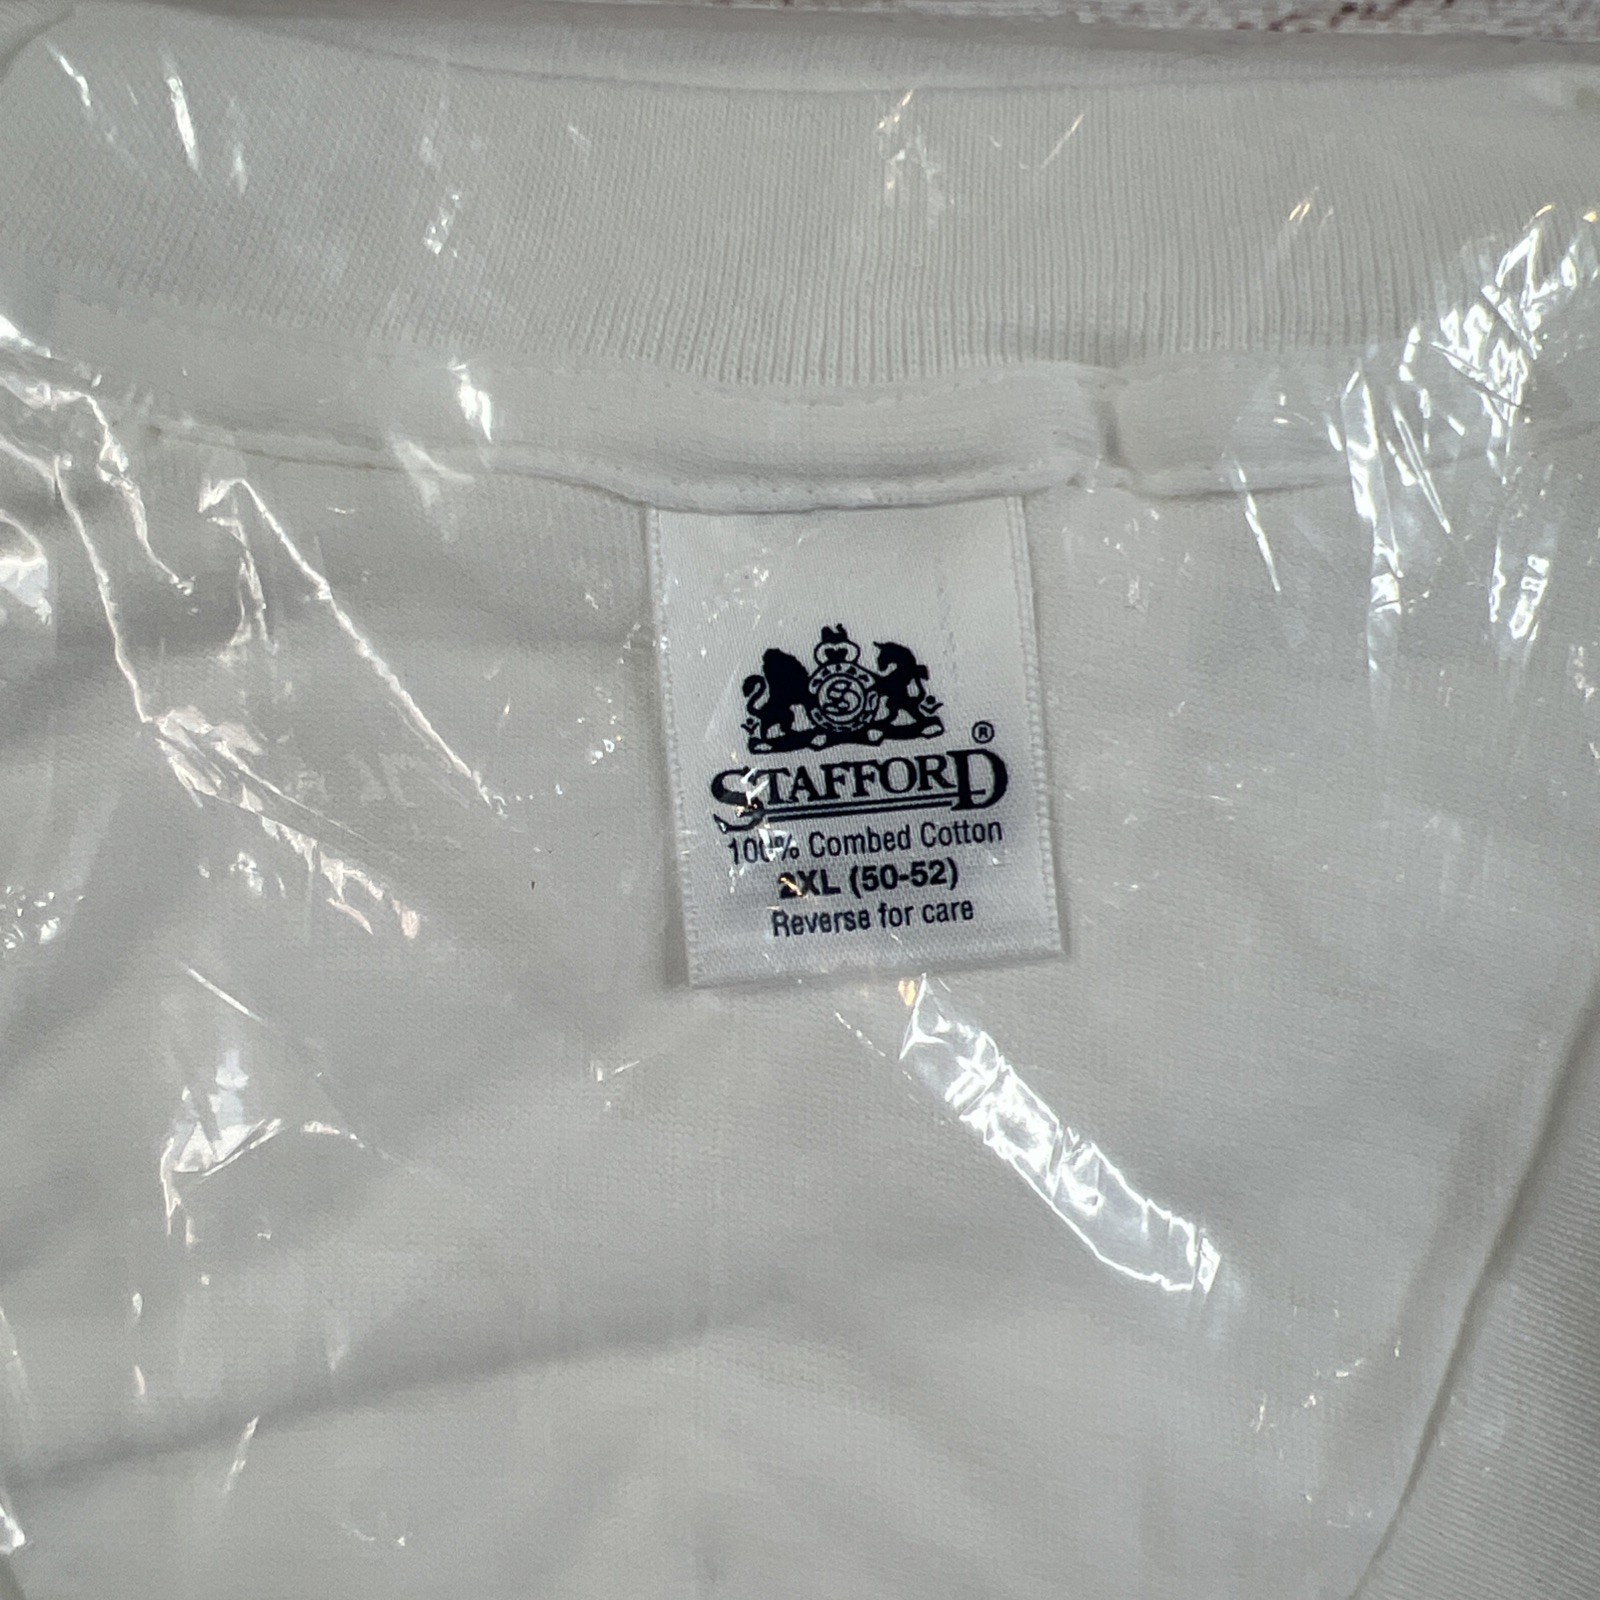 STAFFORD®
100% Combed Cotton
2XL (50-52)
Reverse for care